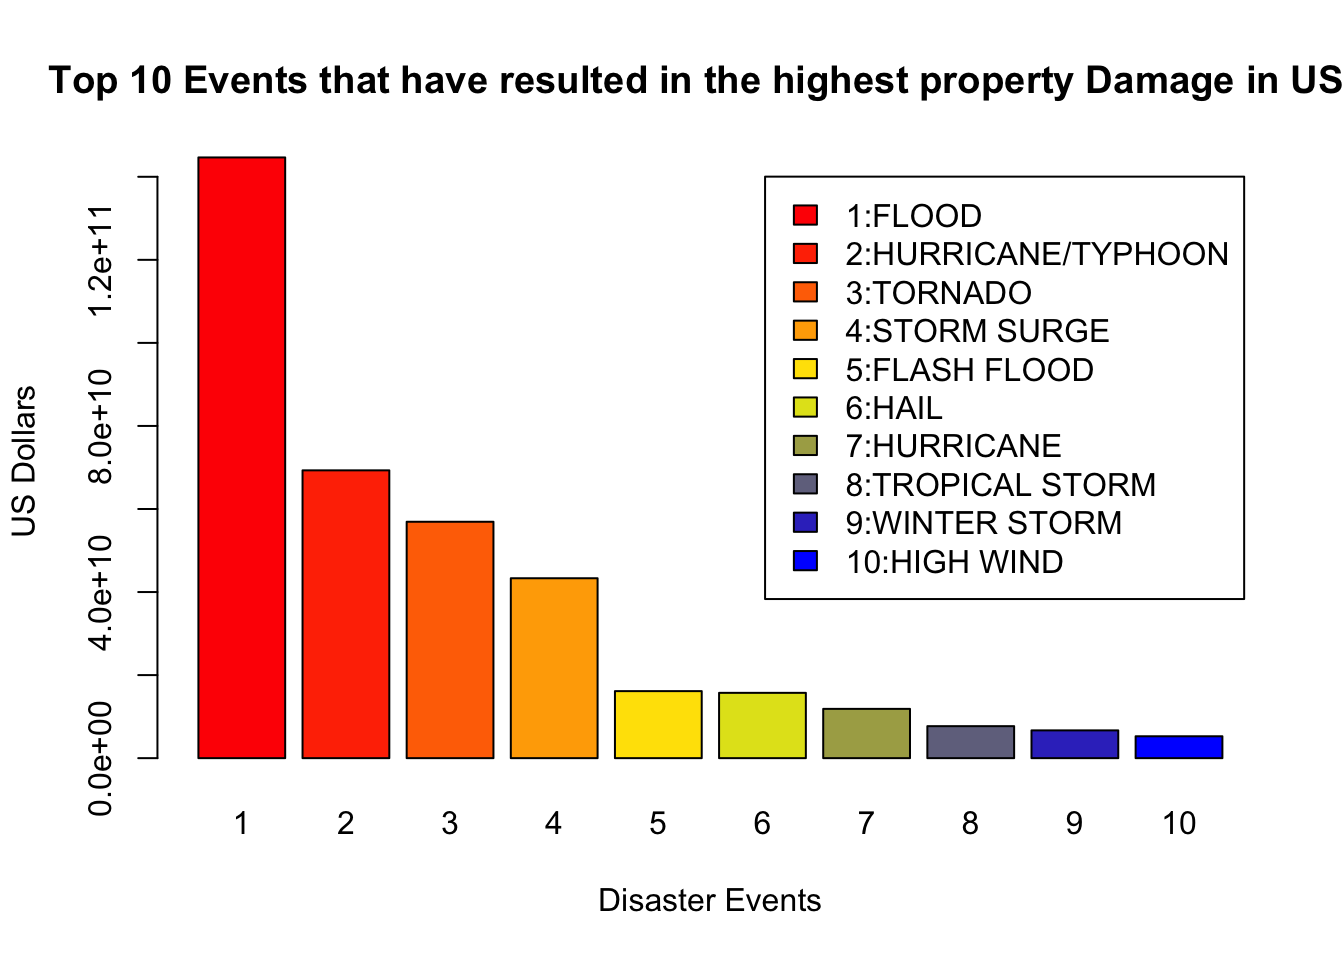 Top 10 Events that have resulted in the highest property Damage in US
US Dollars
1.2e+11
8.0e+10
4.0e+10
0.0e+00
1:FLOOD
2:HURRICANE/TYPHOON
3:TORNADO
4:STORM SURGE
5:FLASH FLOOD
6:HAIL
7:HURRICANE
8:TROPICAL STORM
9:WINTER STORM
10:HIGH WIND
1 2 3 4 5 6 7 8 9 10
Disaster Events